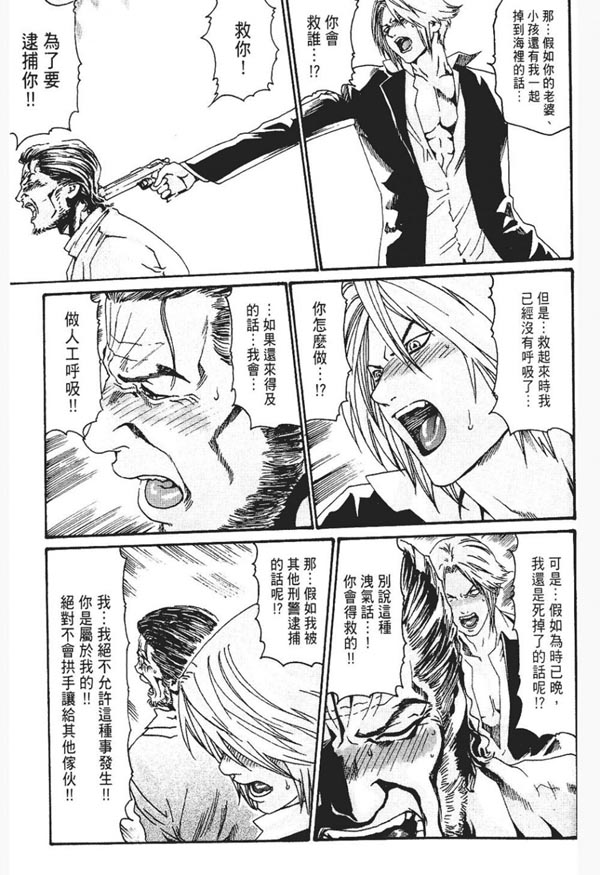 那…假如你的老婆、
小孩還有我一起
掉到海裡的話…
你會
救誰…!?
救你！
為了要
逮捕你!!
但是…救起來時我
已經沒有呼吸了…
你怎麼做…!?
…如果還來得及
的話…我會…
做人工呼吸!!
可是…假如為時已晚，
我還是死掉了的話呢!?
別說這種
洩氣話…！
你會得救的!!
那…假如我被
其他刑警逮捕
的話呢!?
我…我絕不允許這種事發生!!
你是屬於我的!!
絕對不會拱手讓給其他傢伙!!